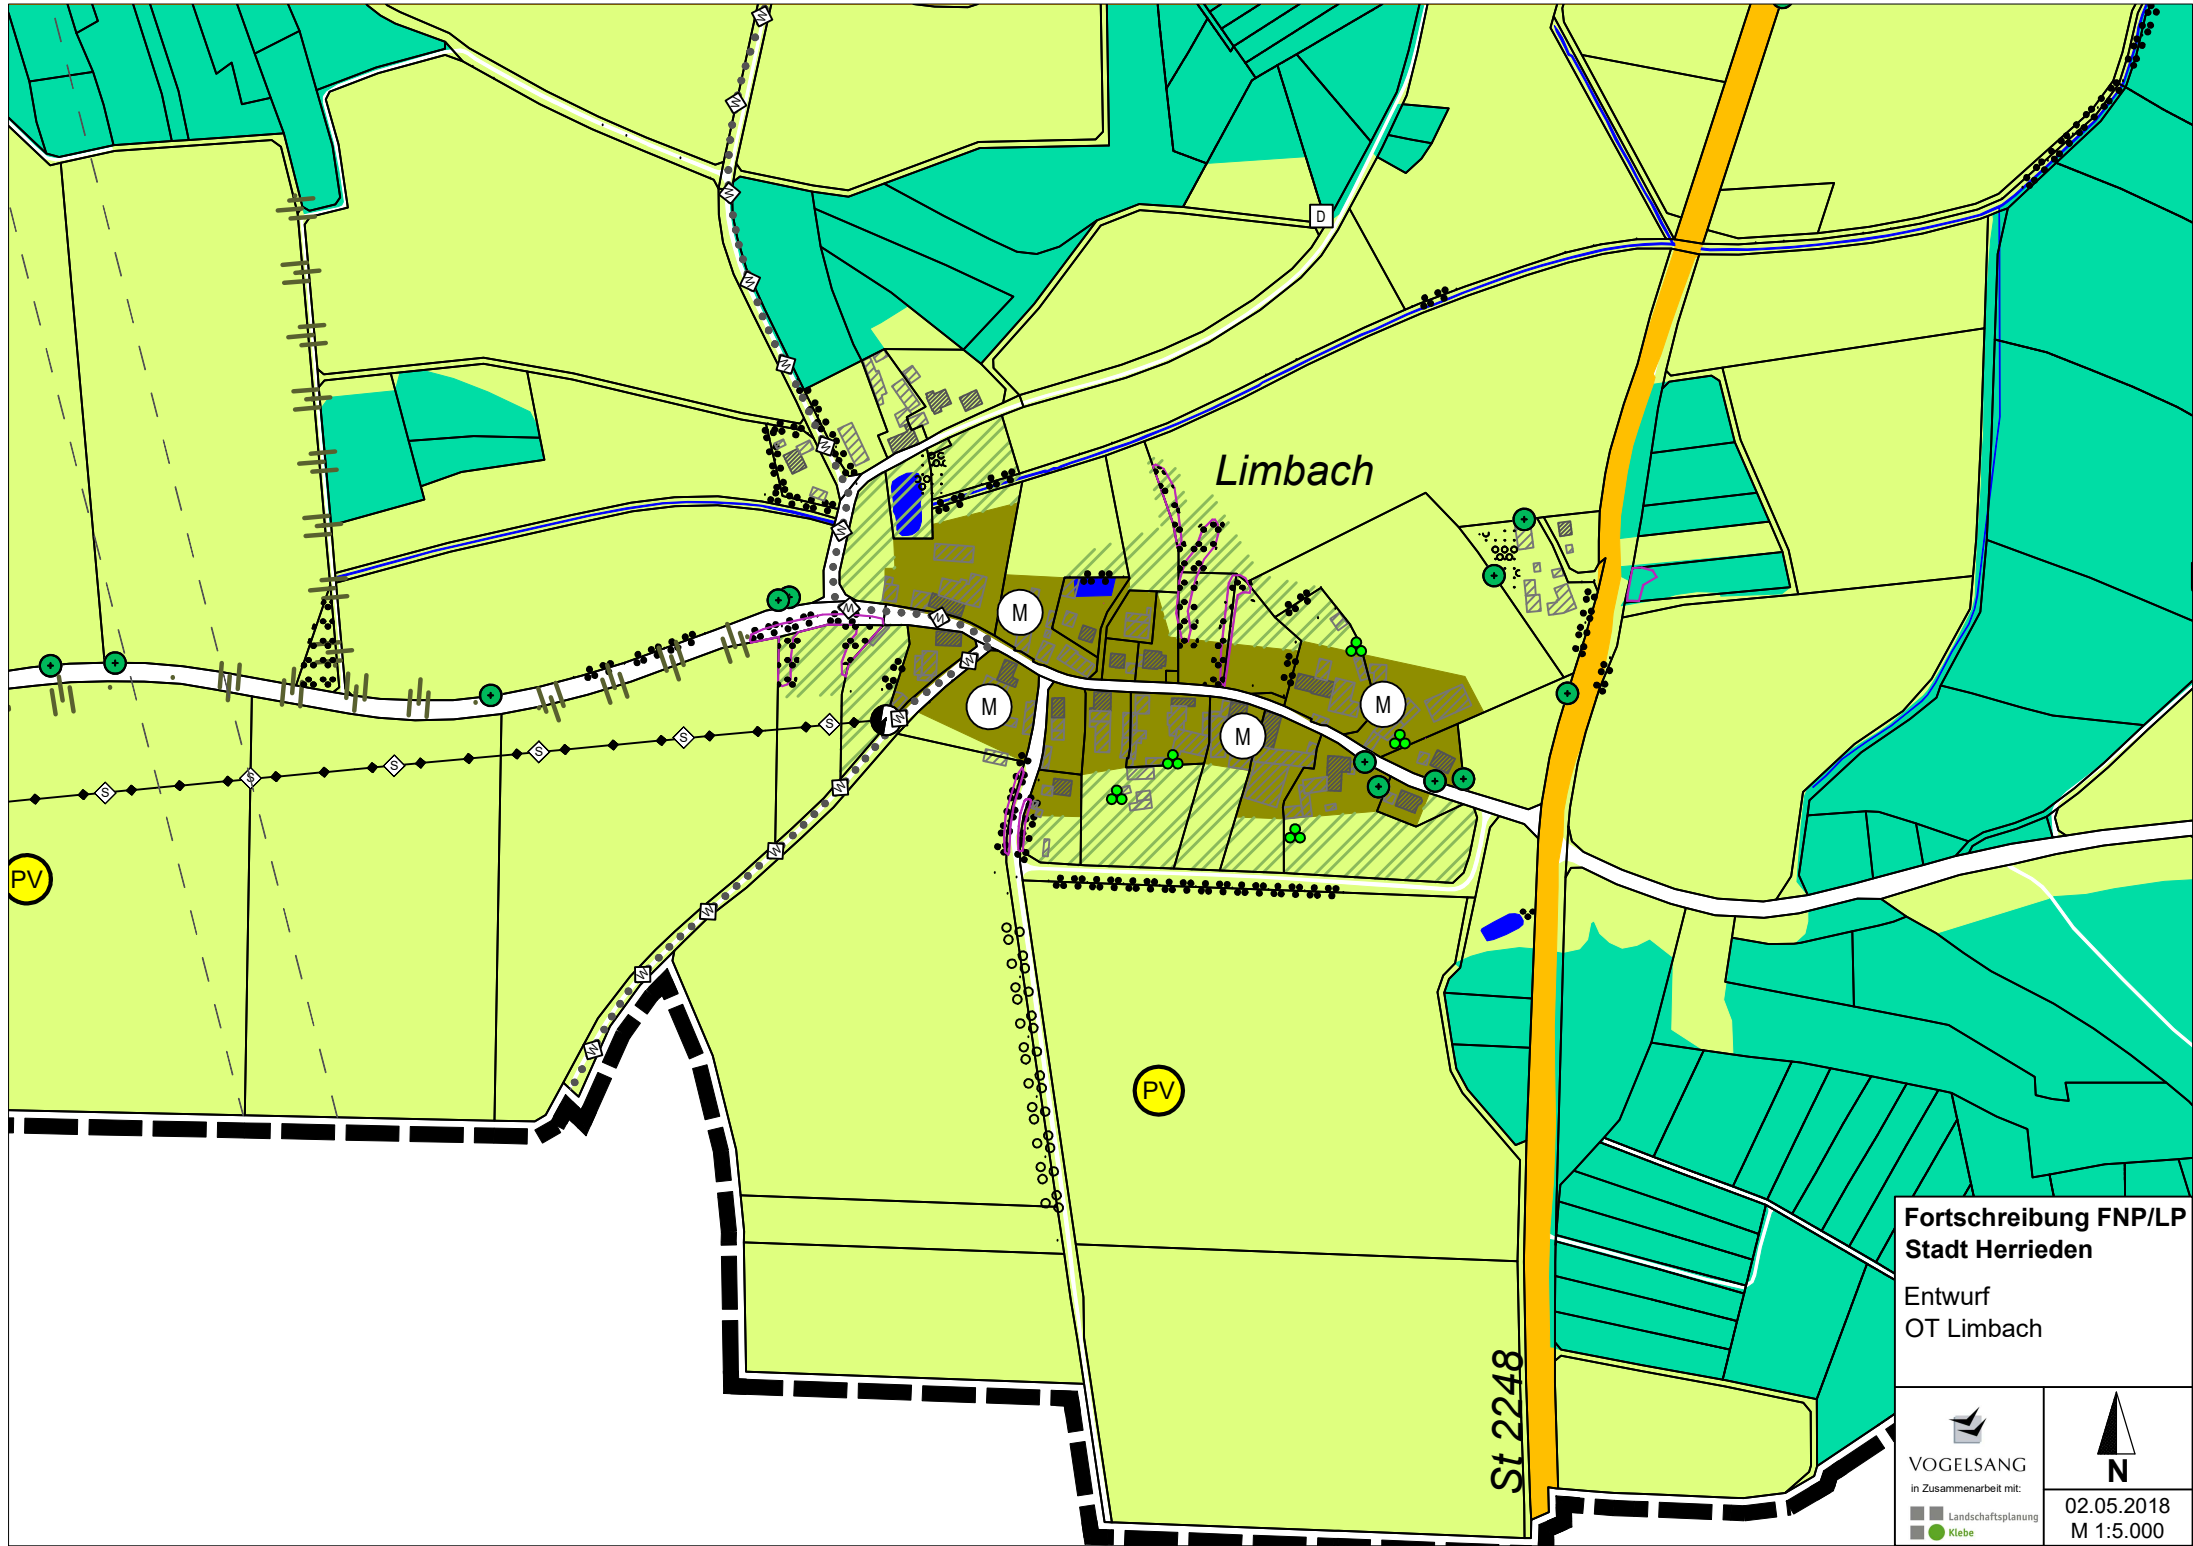 D
Limbach
M
M
M
M
S
S
S
S
S
S
PV
PV
St 2248
Fortschreibung FNP/LP
Stadt Herrieden
Entwurf
OT Limbach
VOGELSANG
in Zusammenarbeit mit:
Landschaftsplanung
Klebe
N
02.05.2018
M 1:5.000